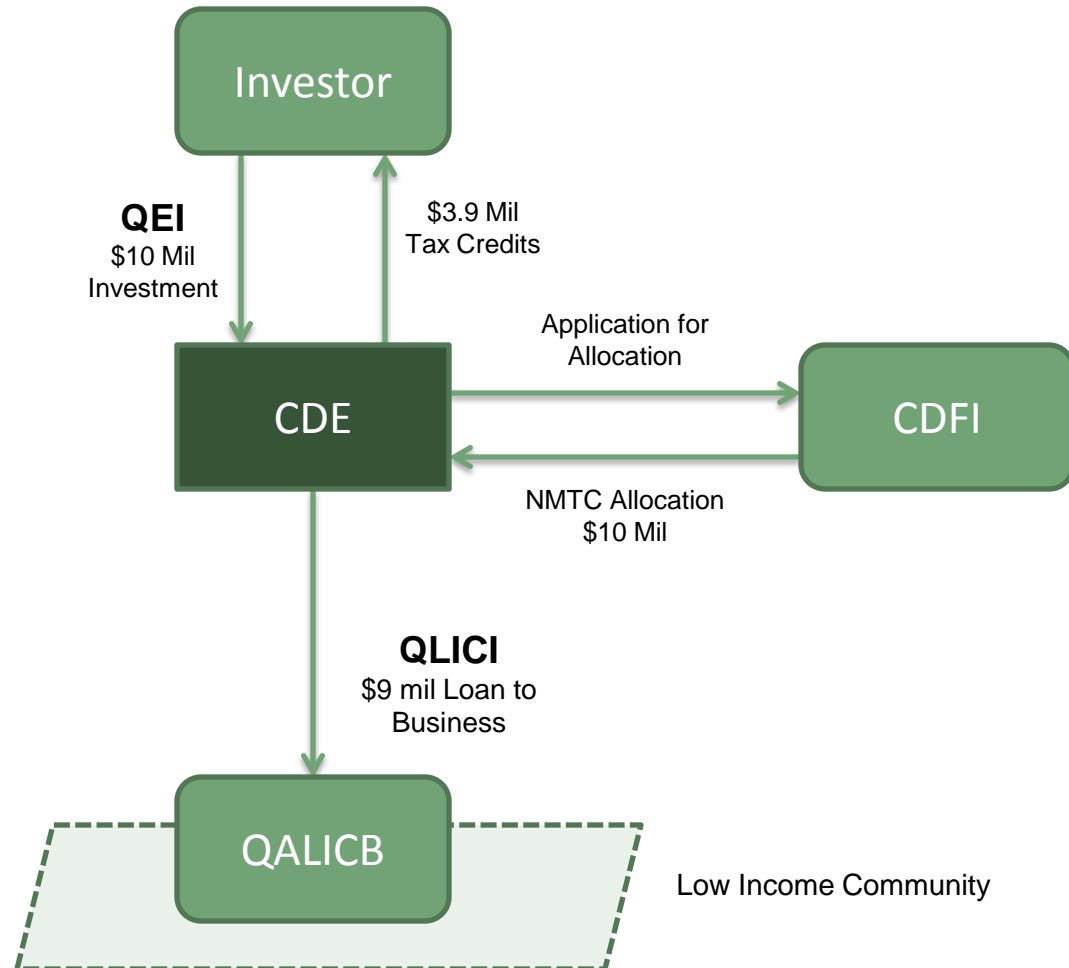 Investor
QEI
$10 Mil
Investment
$3.9 Mil
Tax Credits
Application for
Allocation
CDE
CDFI
NMTC Allocation
$10 Mil
QLICI
$9 mil Loan to
Business
QALICB
Low Income Community